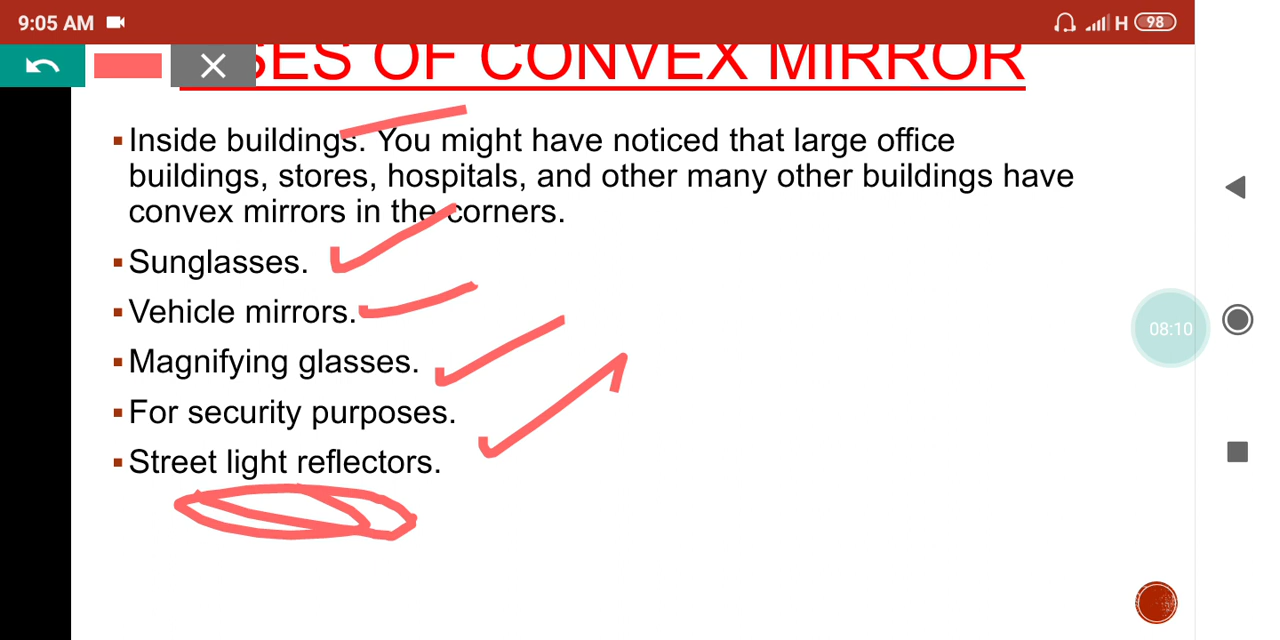 9:05 AM
H 98
SES OF CONVEX MIRROR
▪Inside buildings. You might have noticed that large office
buildings, stores, hospitals, and other many other buildings have
convex mirrors in the corners.
▪Sunglasses.
▪Vehicle mirrors.
▪Magnifying glasses.
▪For security purposes.
▪Street light reflectors.
08:10